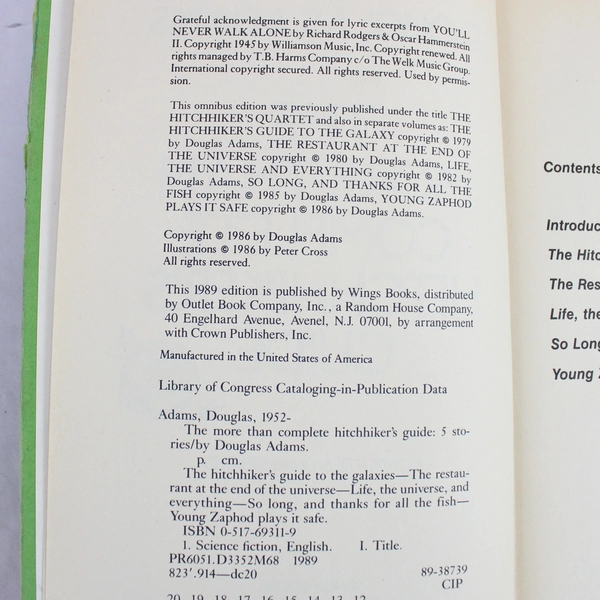 Grateful acknowledgment is given for lyric excerpts from YOU'LL
NEVER WALK ALONE by Richard Rodgers & Oscar Hammerstein
II. Copyright 1945 by Williamson Music, Inc. Copyright renewed. All
rights managed by T.B. Harms Company c/o The Welk Music Group.
International copyright secured. All rights reserved. Used by permis-
sion.
This omnibus edition was previously published under the title THE
HITCHHIKER'S QUARTET and also in separate volumes as: THE
HITCHHIKER'S GUIDE TO THE GALAXY copyright © 1979
by Douglas Adams, THE RESTAURANT AT THE END OF
THE UNIVERSE copyright © 1980 by Douglas Adams, LIFE,
THE UNIVERSE AND EVERYTHING copyright © 1982 by
Douglas Adams, SO LONG, AND THANKS FOR ALL THE
FISH copyright © 1985 by Douglas Adams, YOUNG ZAPHOD
PLAYS IT SAFE copyright © 1986 by Douglas Adams.
Copyright © 1986 by Douglas Adams
Illustrations © 1986 by Peter Cross
All rights reserved.
This 1989 edition is published by Wings Books, distributed
by Outlet Book Company, Inc., a Random House Company,
40 Engelhard Avenue, Avenel, N.J. 07001, by arrangement
with Crown Publishers, Inc.
Manufactured in the United States of America
Library of Congress Cataloging-in-Publication Data
Adams, Douglas, 1952-
The more than complete hitchhiker's guide: 5 sto-
ries/by Douglas Adams.
p. cm.
The hitchhiker's guide to the galaxies—The restau-
rant at the end of the universe—Life, the universe, and
everything—So long, and thanks for all the fish—
Young Zaphod plays it safe.
ISBN 0-517-69311-9
1. Science fiction, English. I. Title.
PR6051.D3352M68 1989
823'.914—dc20 89-38739
CIP
20 19 18 17 16 15 14 13 12
Contents
Introduc
The Hitc
The Res
Life, the
So Long
Young